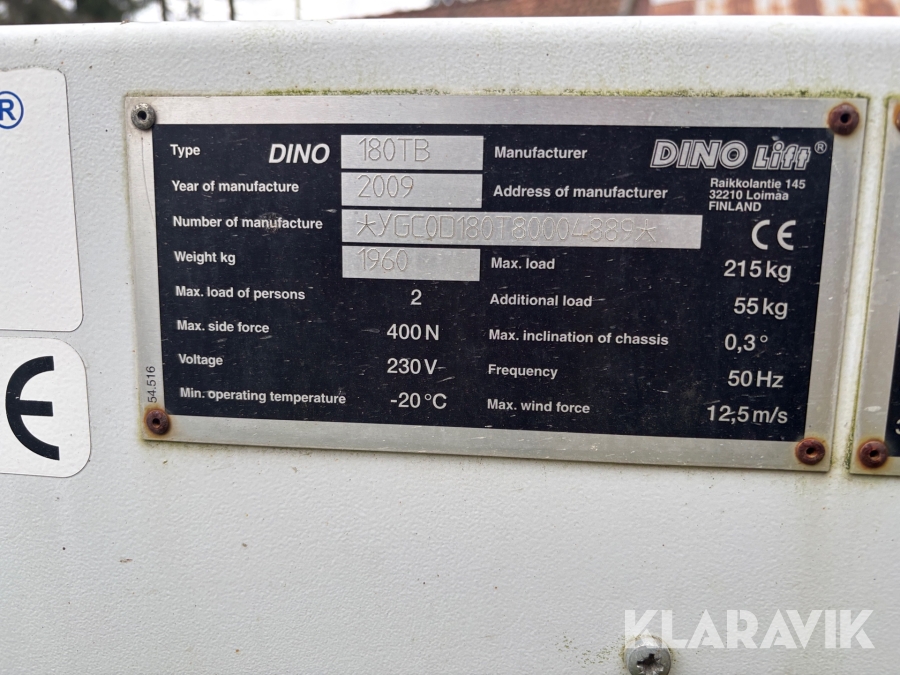 R
CE
54.516
Type DINO 180TB
Year of manufacture 2009
Number of manufacture *YGC0D180T80004889*
Weight kg 1960
Max. load of persons 2
Max. side force 400 N
Voltage 230 V
Min. operating temperature -20 °C
Manufacturer DINO Lift®
Address of manufacturer Raikkolantie 145
32210 Loimaa
FINLAND
CE
Max. load 215 kg
Additional load 55 kg
Max. inclination of chassis 0,3°
Frequency 50 Hz
Max. wind force 12,5 m/s
KLARAVIK